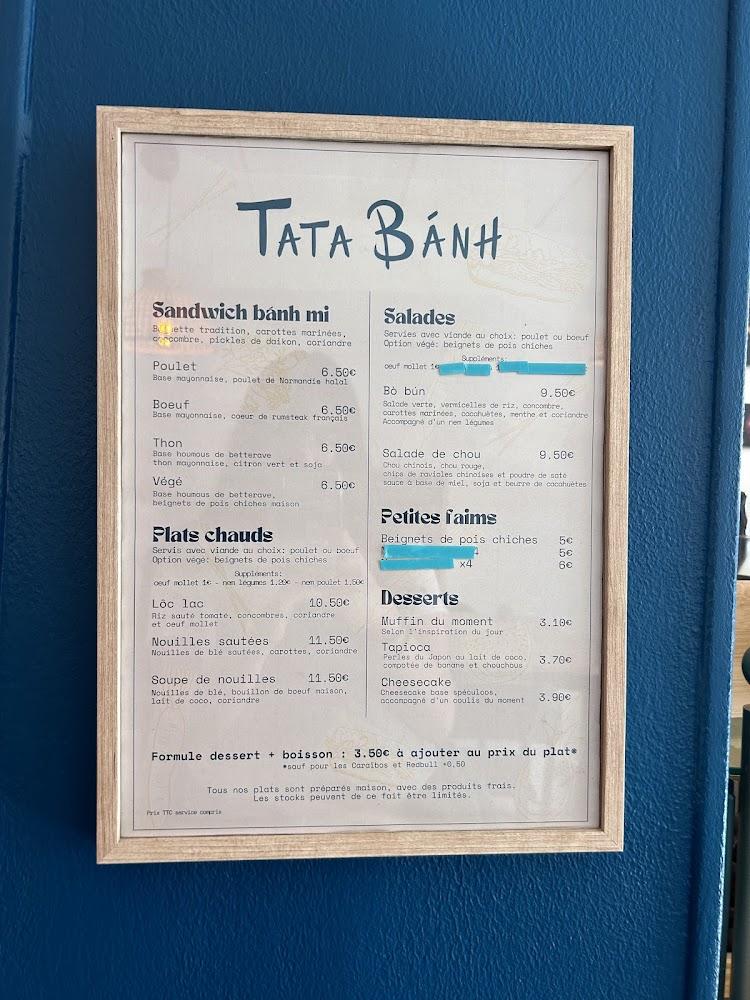 TATA BÁNH
Sandwich bánh mi
Baguette tradition, carottes marinées,
concombre, pickles de daikon, coriandre
Poulet 6.50€
Base mayonnaise, poulet de Normandie halal
Boeuf 6.50€
Base mayonnaise, coeur de rumsteak français
Thon 6.50€
Base houmous de betterave
thon mayonnaise, citron vert et soja
Végé 6.50€
Base houmous de betterave,
beignets de pois chiches maison
Plats chauds
Servis avec viande au choix: poulet ou boeuf
Option végé: beignets de pois chiches
Suppléments:
oeuf mollet 1€ - nem légumes 1.20€ - nem poulet 1.50€
Lôc lac 10.50€
Riz sauté tomate, concombres, coriandre
et oeuf mollet
Nouilles sautées 11.50€
Nouilles de blé sautées, carottes, coriandre
Soupe de nouilles 11.50€
Nouilles de blé, bouillon de boeuf maison,
lait de coco, coriandre
Salades
Servies avec viande au choix: poulet ou boeuf
Option végé: beignets de pois chiches
Suppléments:
oeuf mollet 1€
Bò bún 9.50€
Salade verte, vermicelles de riz, concombre,
carottes marinées, cacahuètes, menthe et coriandre
Accompagné d'un nem légumes
Salade de chou 9.50€
Chou chinois, chou rouge,
chips de ravioles chinoises et poudre de saté
sauce à base de miel, soja et beurre de cacahuètes
Petites faims
Beignets de pois chiches 5€
5€
x4 6€
Desserts
Muffin du moment 3.10€
Selon l'inspiration du jour
Tapioca
Perles du Japon au lait de coco, 3.70€
compotée de banane et chouchous
Cheesecake
Cheesecake base spéculoos, 3.90€
accompagné d'un coulis du moment
Formule dessert + boisson : 3.50€ à ajouter au prix du plat*
*sauf pour les Caraibos et Redbull +0.50
Tous nos plats sont préparés maison, avec des produits frais.
Les stocks peuvent de ce fait être limités.
Prix TTC service compris